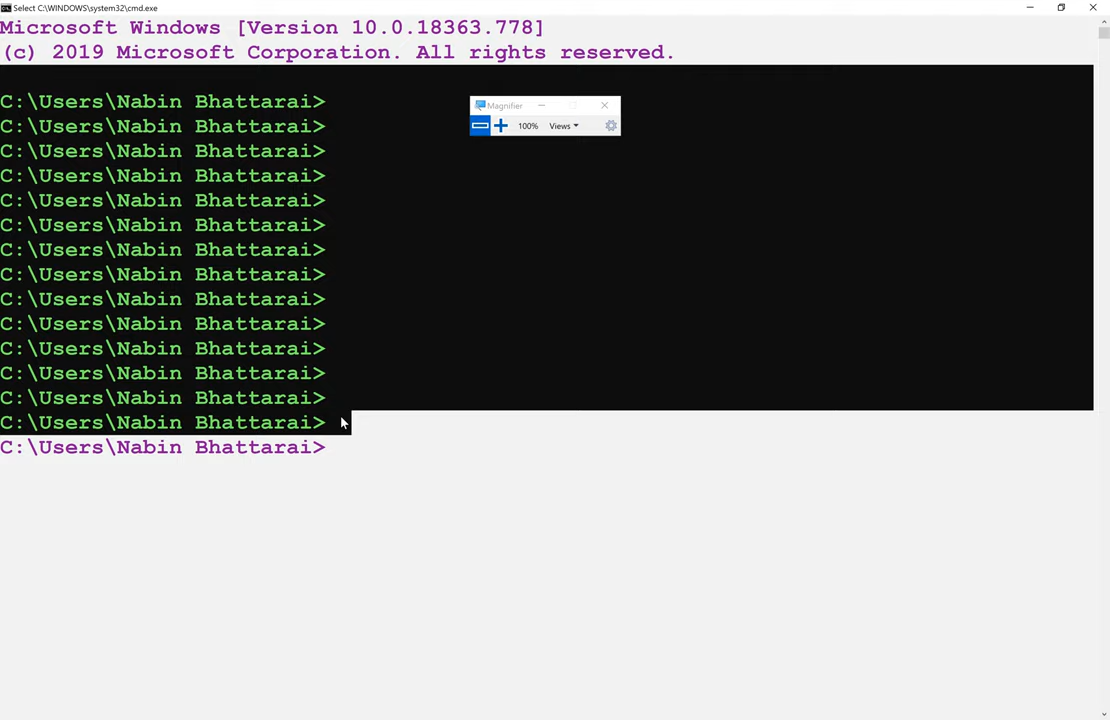 Select C:\WINDOWS\system32\cmd.exe
Microsoft Windows [Version 10.0.18363.778]
(c) 2019 Microsoft Corporation. All rights reserved.
C:\Users\Nabin Bhattarai>
Magnifier
C:\Users\Nabin Bhattarai>
100% Views
C:\Users\Nabin Bhattarai>
C:\Users\Nabin Bhattarai>
C:\Users\Nabin Bhattarai>
C:\Users\Nabin Bhattarai>
C:\Users\Nabin Bhattarai>
C:\Users\Nabin Bhattarai>
C:\Users\Nabin Bhattarai>
C:\Users\Nabin Bhattarai>
C:\Users\Nabin Bhattarai>
C:\Users\Nabin Bhattarai>
C:\Users\Nabin Bhattarai>
C:\Users\Nabin Bhattarai>
C:\Users\Nabin Bhattarai>